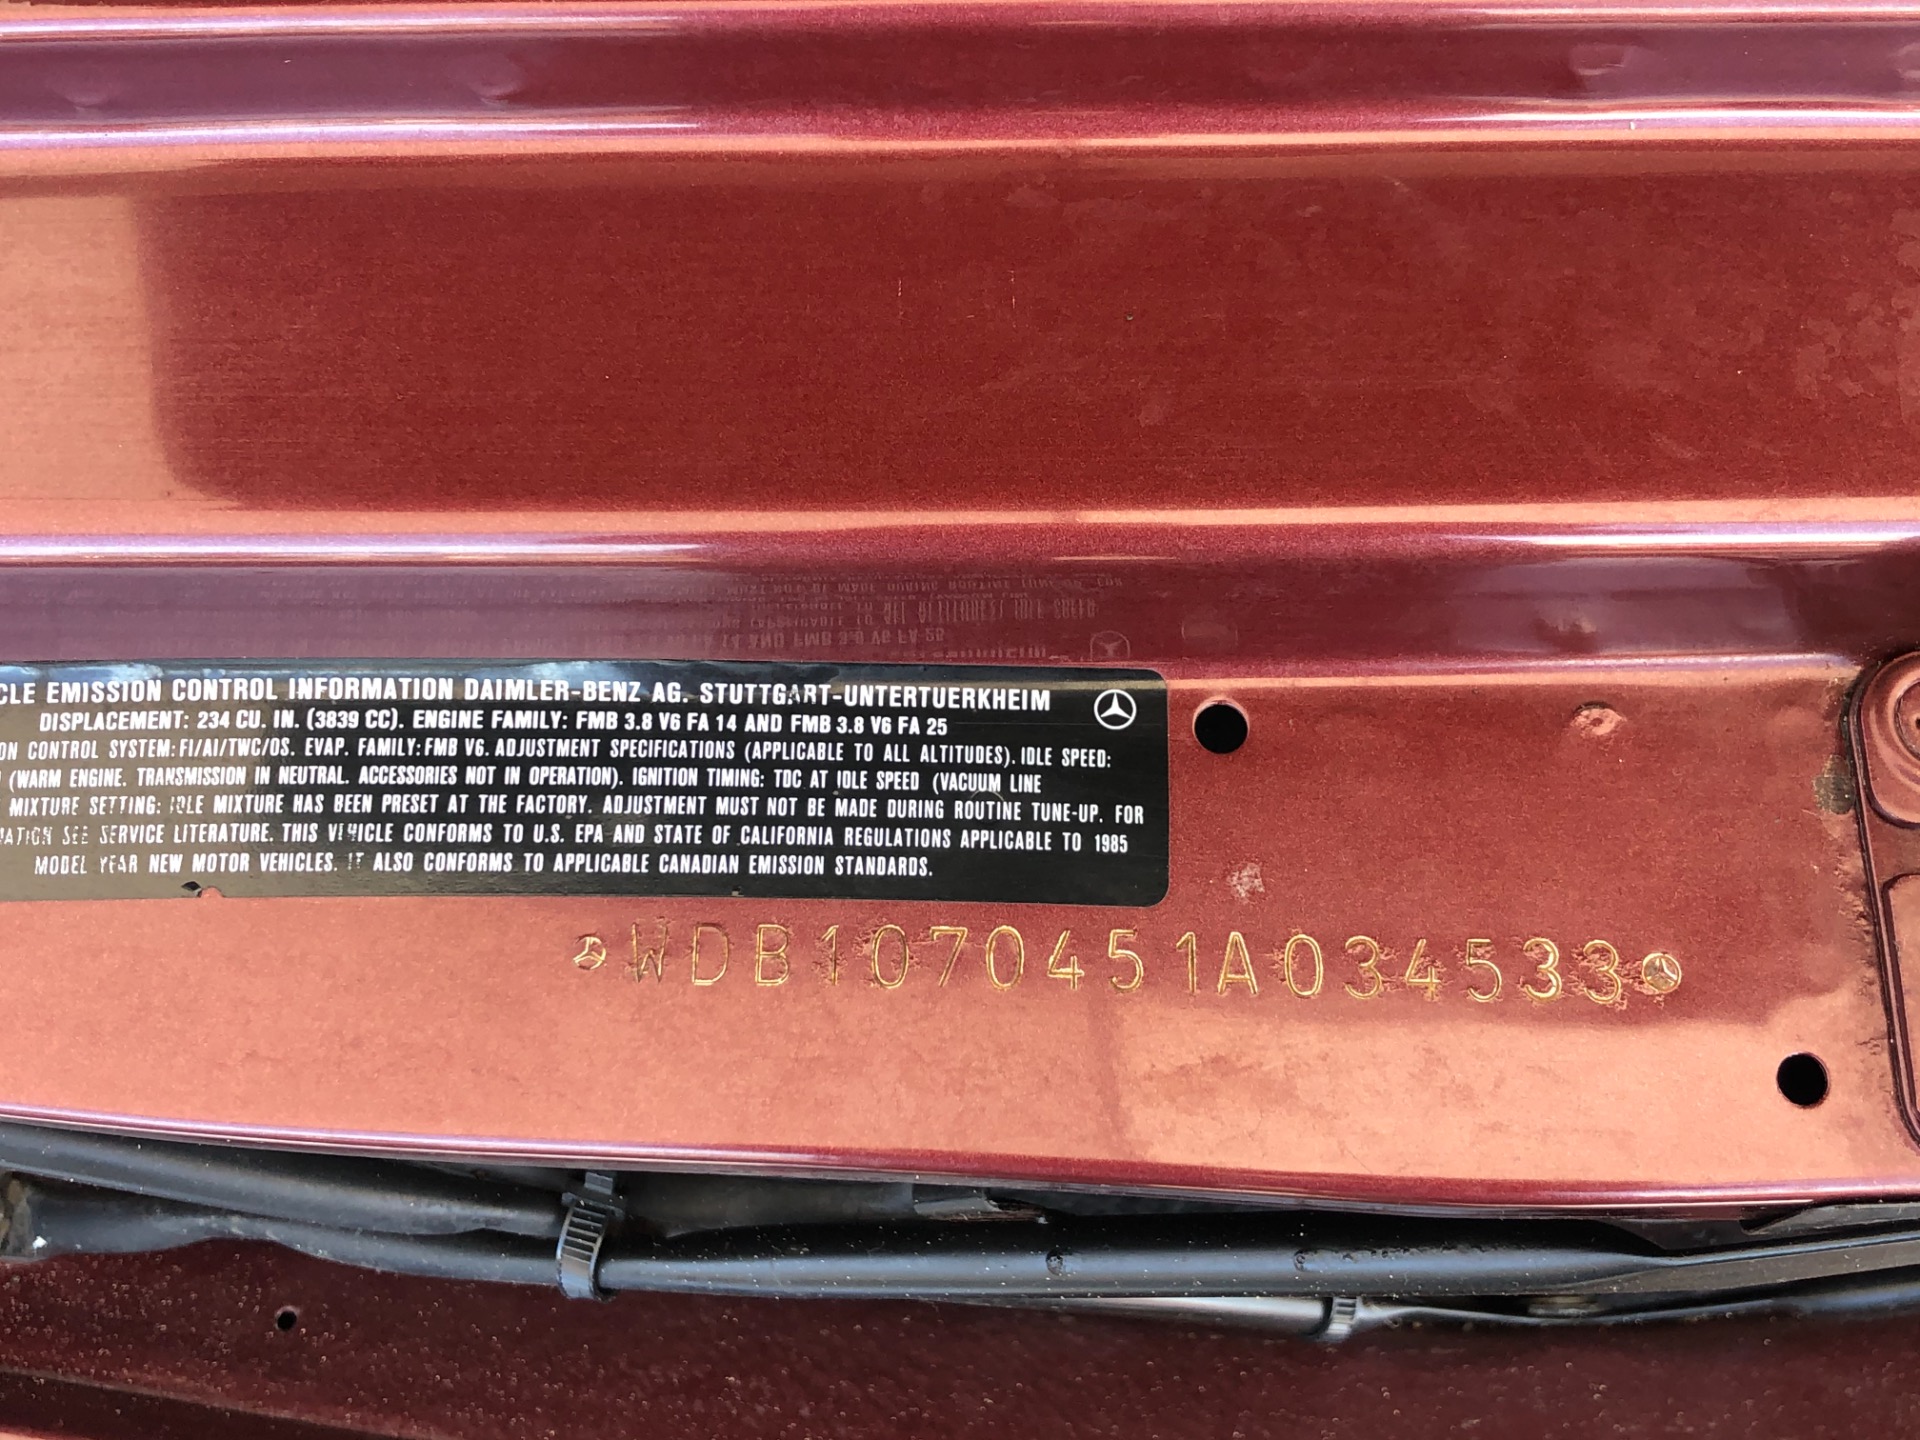 CLE EMISSION CONTROL INFORMATION DAIMLER-BENZ AG. STUTTGART-UNTERTUERKHEIM
DISPLACEMENT: 234 CU. IN. (3839 CC). ENGINE FAMILY: FMB 3.8 V6 FA 14 AND FMB 3.8 V6 FA 25
ON CONTROL SYSTEM: FI/AI/TWC/OS. EVAP. FAMILY: FMB V6. ADJUSTMENT SPECIFICATIONS (APPLICABLE TO ALL ALTITUDES). IDLE SPEED:
(WARM ENGINE. TRANSMISSION IN NEUTRAL. ACCESSORIES NOT IN OPERATION). IGNITION TIMING: TDC AT IDLE SPEED (VACUUM LINE
MIXTURE SETTING: IDLE MIXTURE HAS BEEN PRESET AT THE FACTORY. ADJUSTMENT MUST NOT BE MADE DURING ROUTINE TUNE-UP. FOR
ATION SEE SERVICE LITERATURE. THIS VEHICLE CONFORMS TO U.S. EPA AND STATE OF CALIFORNIA REGULATIONS APPLICABLE TO 1985
MODEL YEAR NEW MOTOR VEHICLES. IT ALSO CONFORMS TO APPLICABLE CANADIAN EMISSION STANDARDS.
WDB1070451A034533